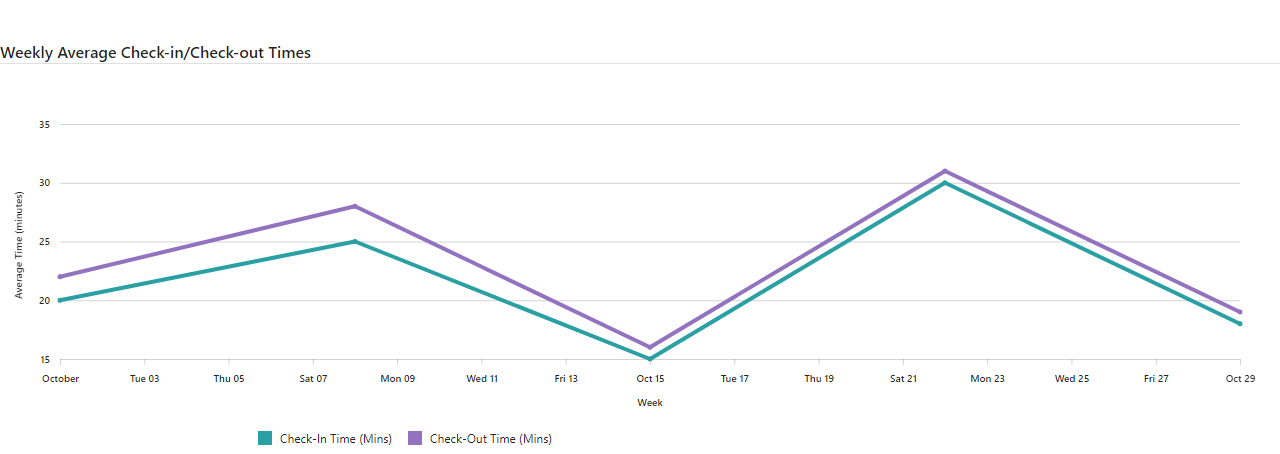 Weekly Average Check-in/Check-out Times
35
30
25
20
15
Average Time (minutes)
October Tue 03 Thu 05 Sat 07 Mon 09 Wed 11 Fri 13 Oct 15 Tue 17 Thu 19 Sat 21 Mon 23 Wed 25 Fri 27 Oct 29
Week
Check-In Time (Mins) Check-Out Time (Mins)